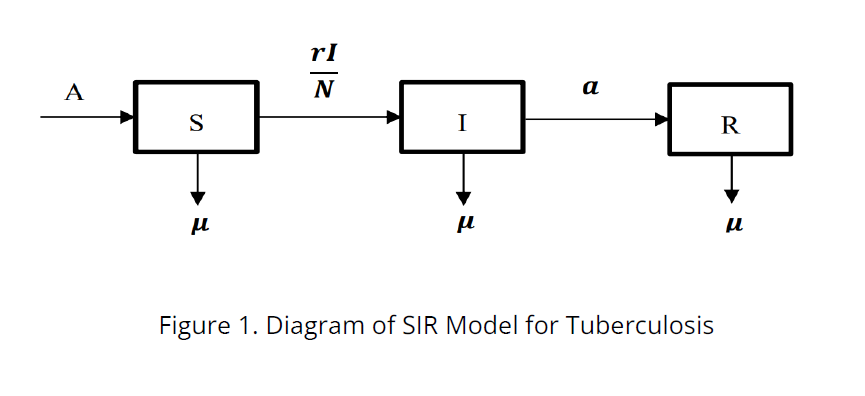 A
rI
N
a
S
I
R
μ
μ
μ
Figure 1. Diagram of SIR Model for Tuberculosis